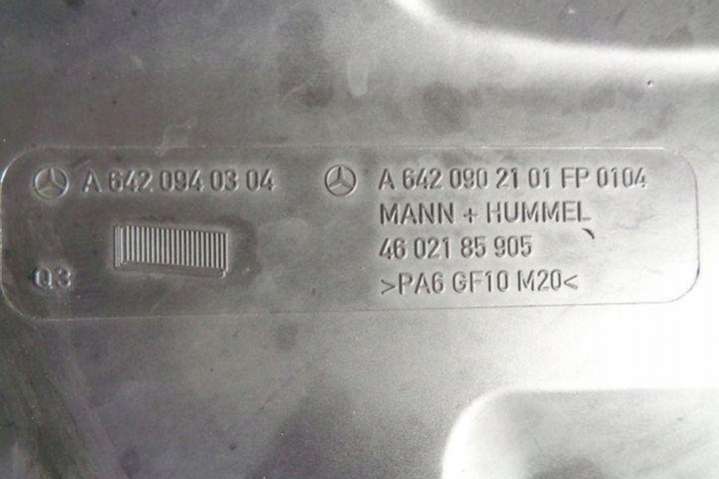 A 642 094 03 04
Q3
A 642 090 21 01 FP 0104
MANN + HUMMEL
46 021 85 905
>PA6 GF10 M20<